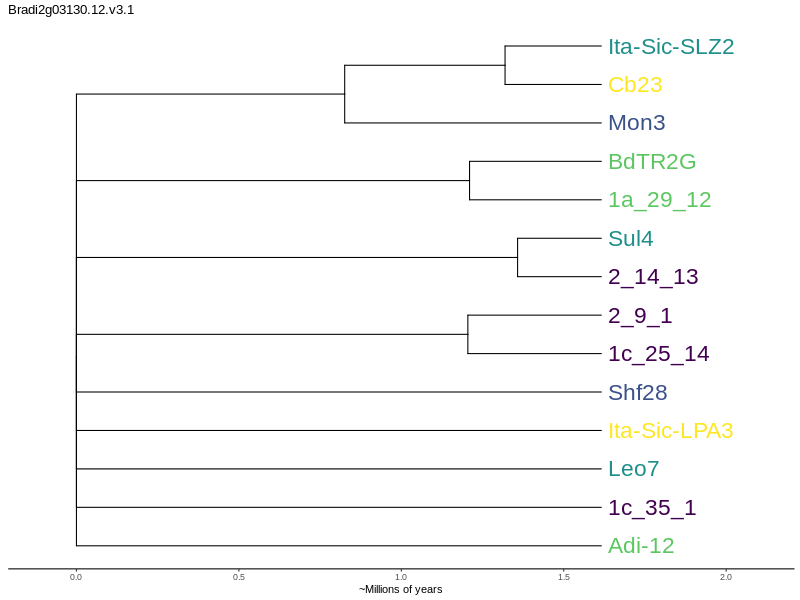 Bradi2g03130.12.v3.1
Ita-Sic-SLZ2
Cb23
Mon3
BdTR2G
1a_29_12
Sul4
2_14_13
2_9_1
1c_25_14
Shf28
Ita-Sic-LPA3
Leo7
1c_35_1
Adi-12
0.0 0.5 1.0 1.5 2.0
~Millions of years